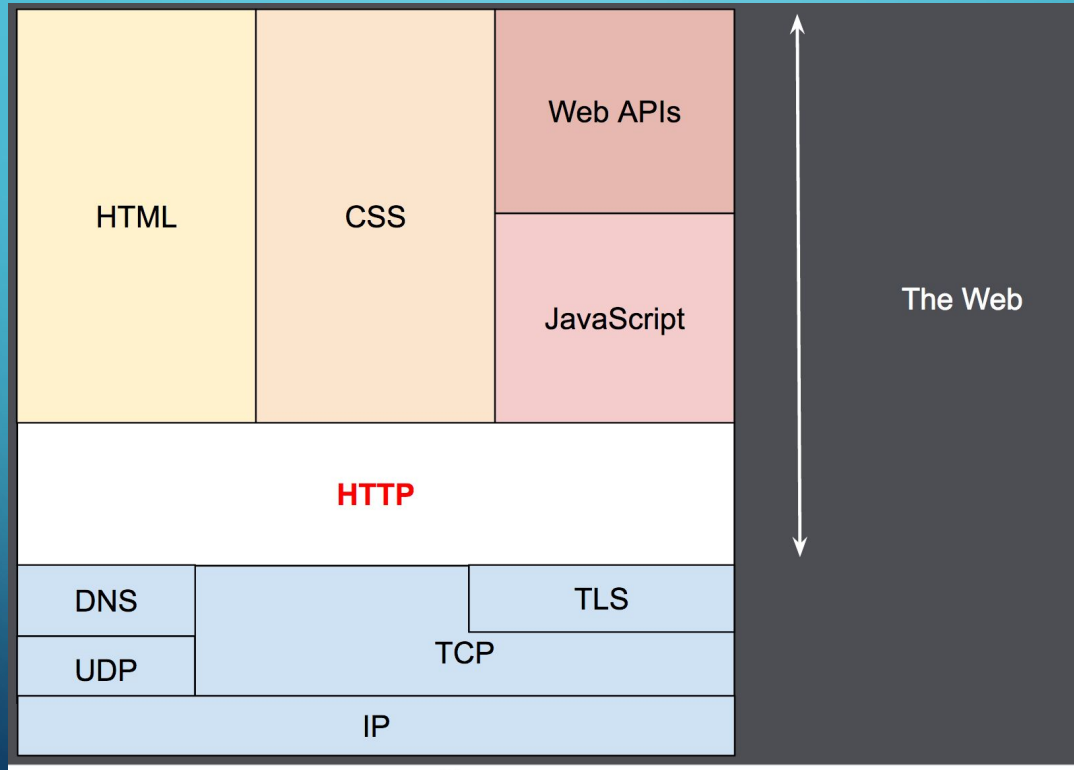 HTML
CSS
Web APIs
JavaScript
The Web
HTTP
DNS
TLS
UDP
TCP
IP